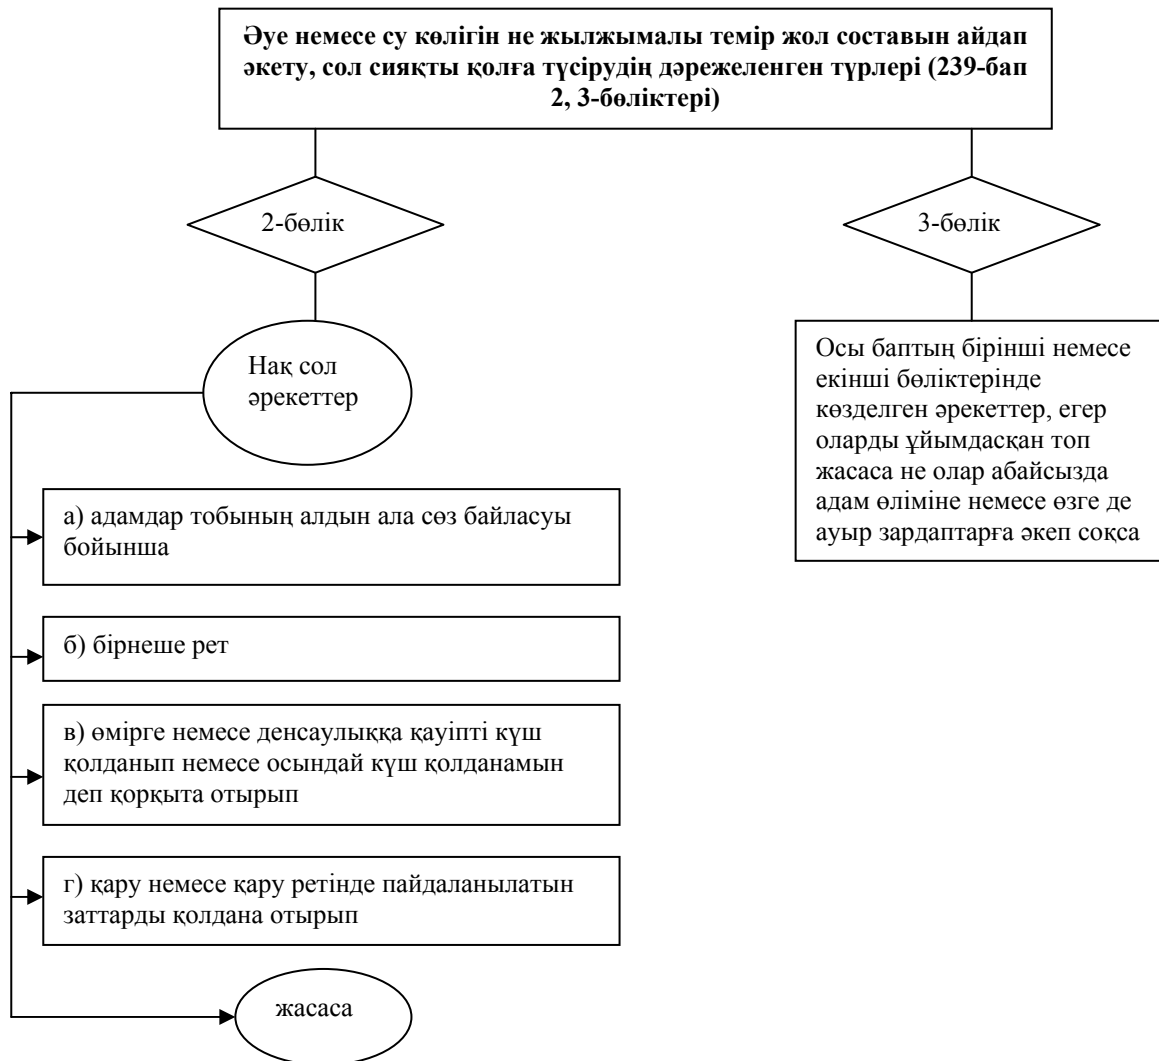 Әуе немесе су көлігін не жылжымалы темір жол составын айдап
әкету, сол сияқты қолға түсірудің дәрежеленген түрлері (239-бап
2, 3-бөліктері)
2-бөлік
3-бөлік
Нақ сол
әрекеттер
Осы баптың бірінші немесе
екінші бөліктерінде
көзделген әрекеттер, егер
оларды ұйымдасқан топ
жасаса не олар абайсызда
адам өліміне немесе өзге де
ауыр зардаптарға әкеп соқса
а) адамдар тобының алдын ала сөз байласуы
бойынша
б) бірнеше рет
в) өмірге немесе денсаулыққа қауіпті күш
қолданып немесе осындай күш қолданамын
деп қорқыта отырып
г) қару немесе қару ретінде пайдаланылатын
заттарды қолдана отырып
жасаса